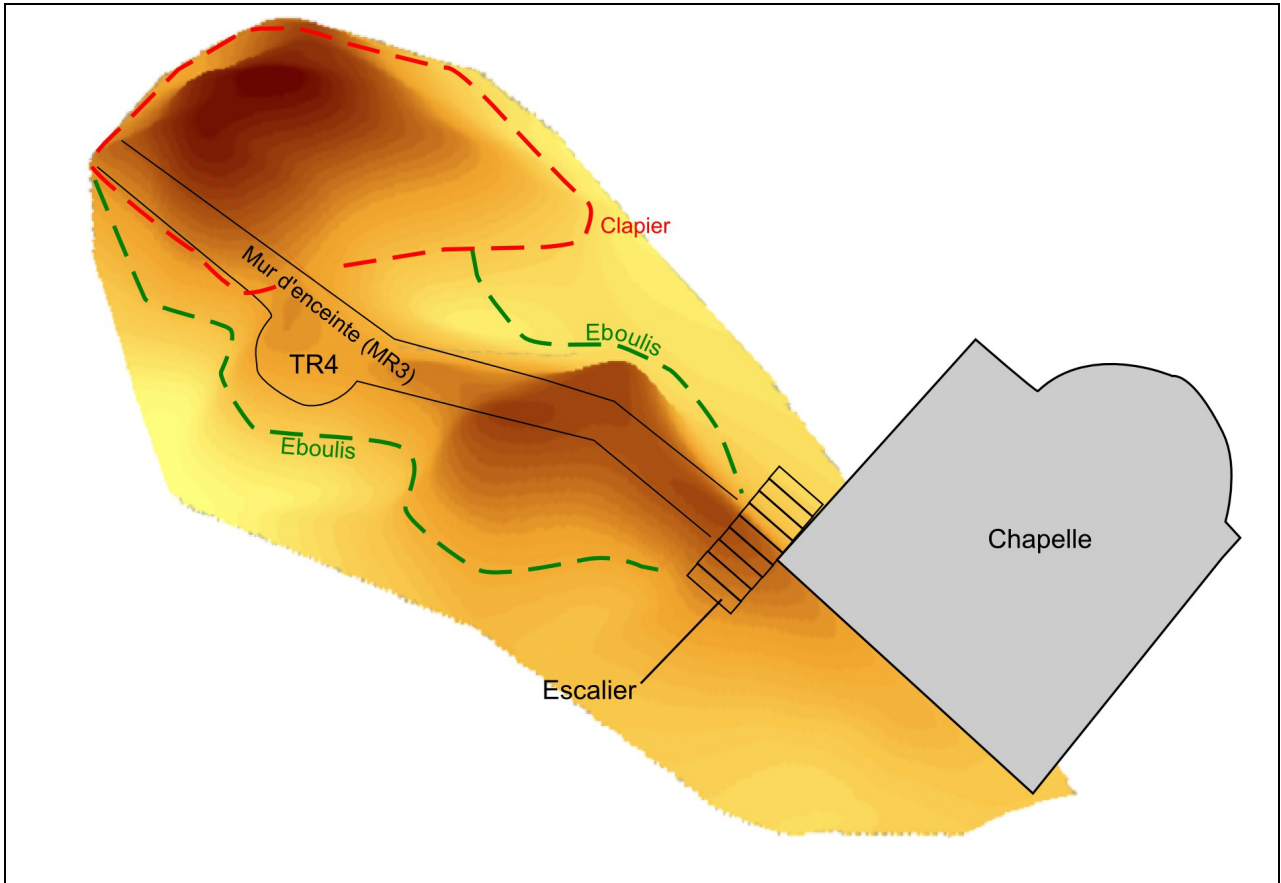 Clapier
Mur d'enceinte (MR3)
Eboulis
TR4
Eboulis
Chapelle
Escalier